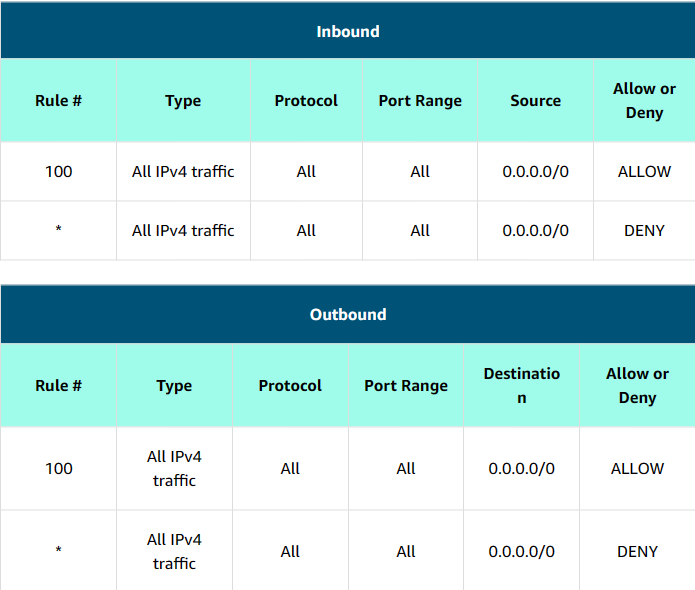 Inbound
Rule # Type Protocol Port Range Source Allow or
Deny
100 All IPv4 traffic All All 0.0.0.0/0 ALLOW
* All IPv4 traffic All All 0.0.0.0/0 DENY
Outbound
Rule # Type Protocol Port Range Destinatio
n Allow or
Deny
100 All IPv4
traffic All All 0.0.0.0/0 ALLOW
* All IPv4
traffic All All 0.0.0.0/0 DENY